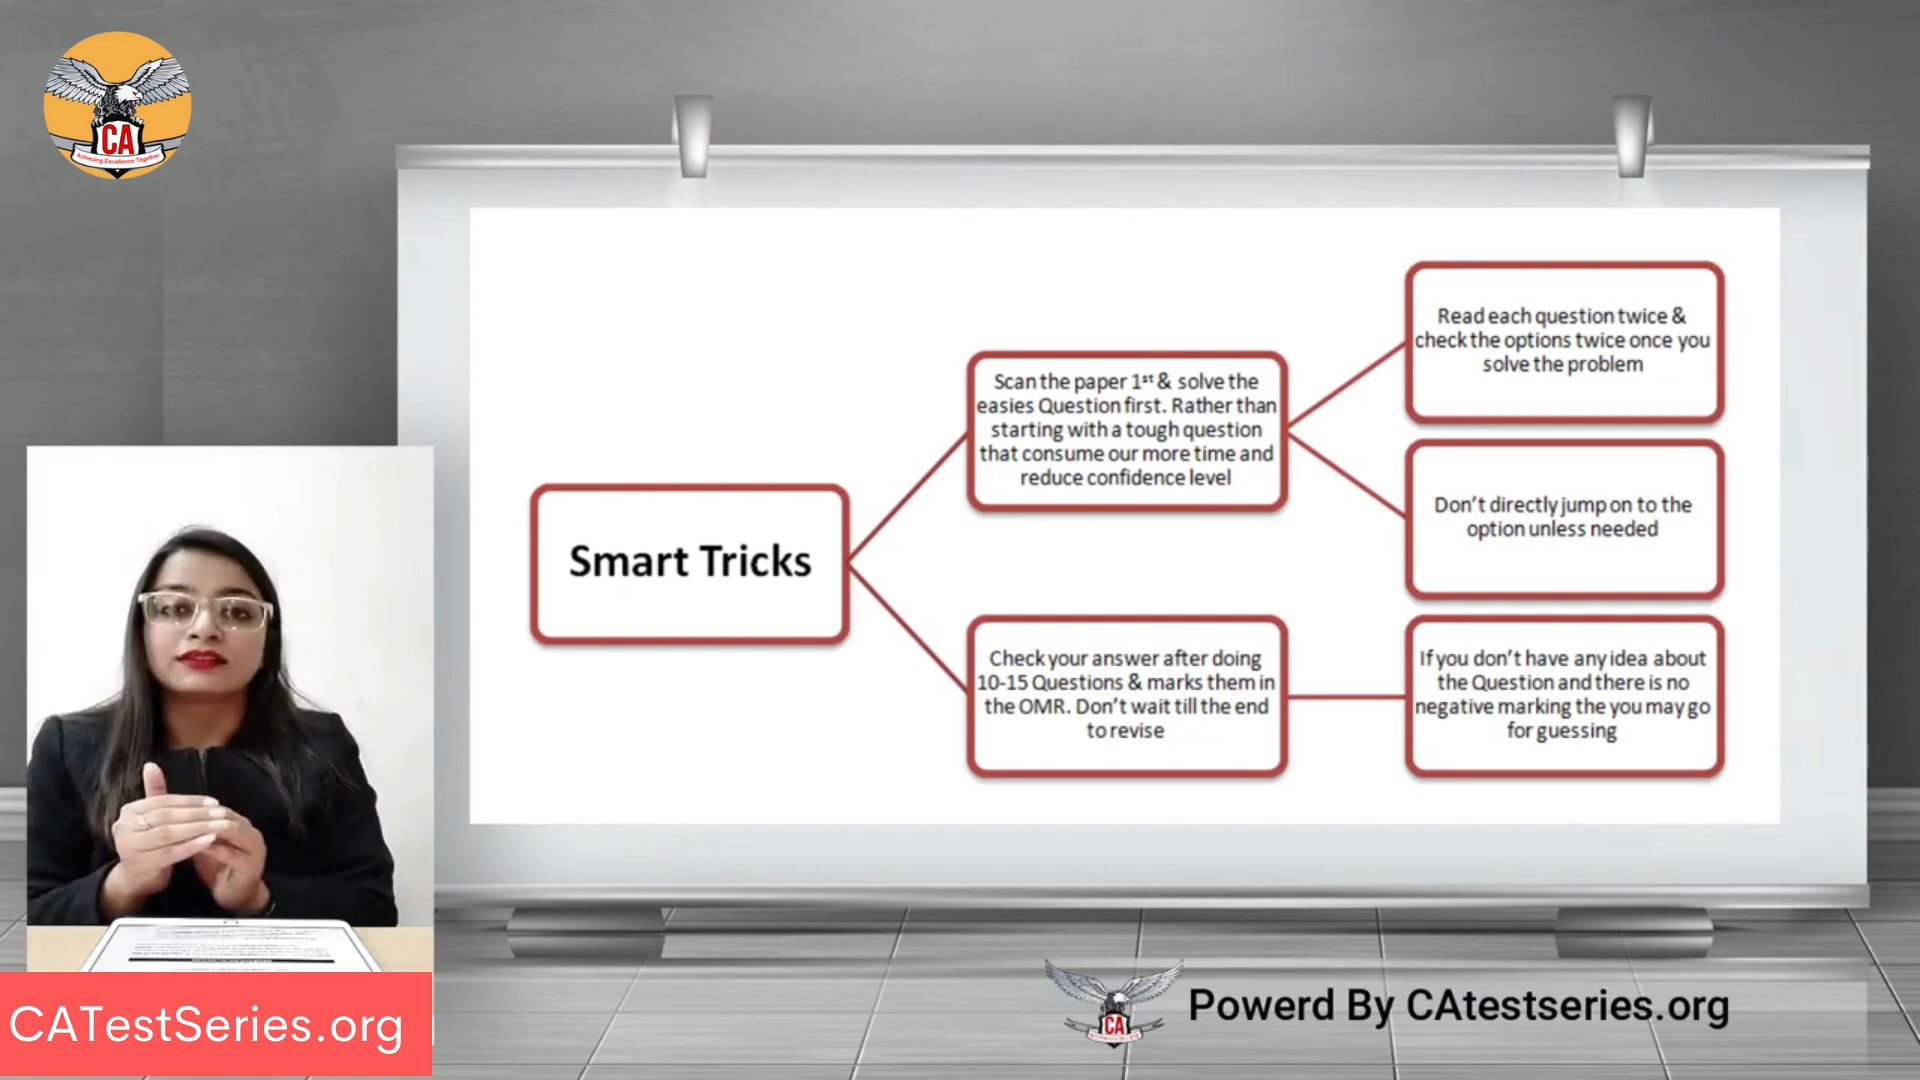 CA
Achieving Excellence Together
Read each question twice &
check the options twice once you
solve the problem
Scan the paper 1st & solve the
easies Question first. Rather than
starting with a tough question
that consume our more time and
reduce confidence level
Don't directly jump on to the
option unless needed
Smart Tricks
Check your answer after doing
10-15 Questions & marks them in
the OMR. Don't wait till the end
to revise
If you don't have any idea about
the Question and there is no
negative marking the you may go
for guessing
CATestSeries.org
CA
Powerd By CAtestseries.org